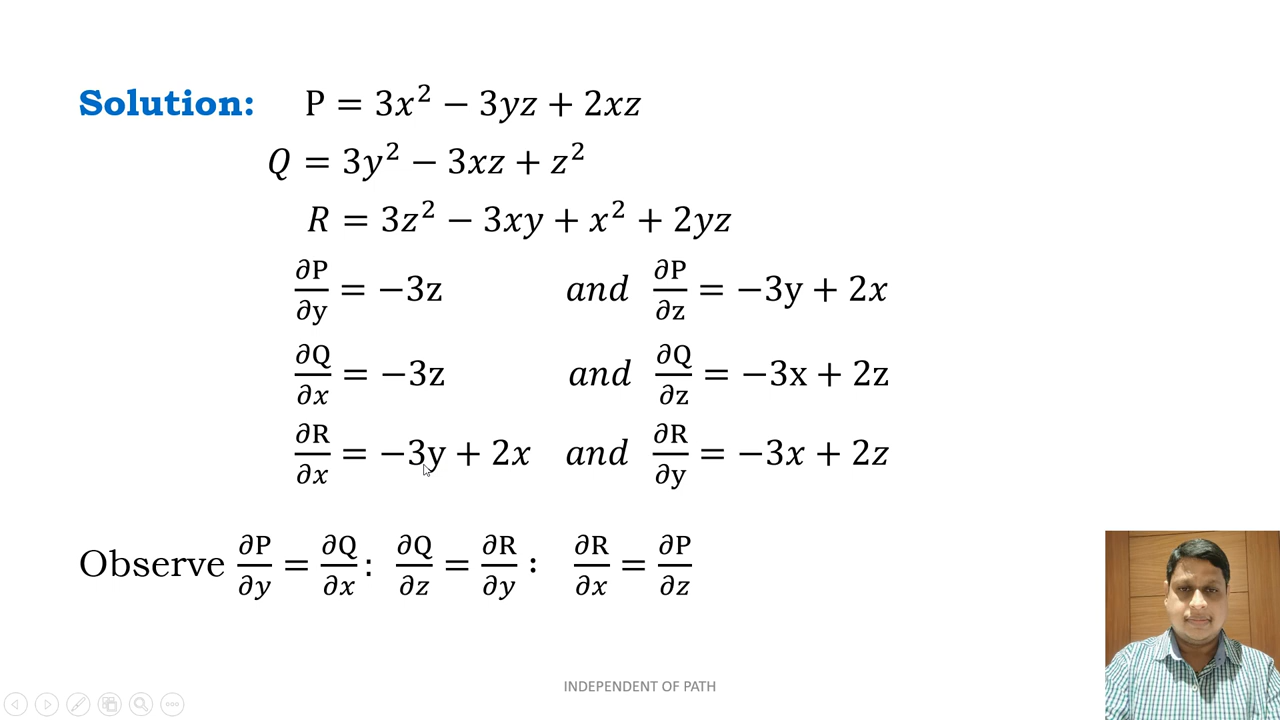 Solution: P = 3x² − 3yz + 2xz
Q = 3y² − 3xz + z²
R = 3z² − 3xy + x² + 2yz
∂P/∂y = −3z and ∂P/∂z = −3y + 2x
∂Q/∂x = −3z and ∂Q/∂z = −3x + 2z
∂R/∂x = −3y + 2x and ∂R/∂y = −3x + 2z
Observe ∂P/∂y = ∂Q/∂x : ∂Q/∂z = ∂R/∂y : ∂R/∂x = ∂P/∂z
INDEPENDENT OF PATH